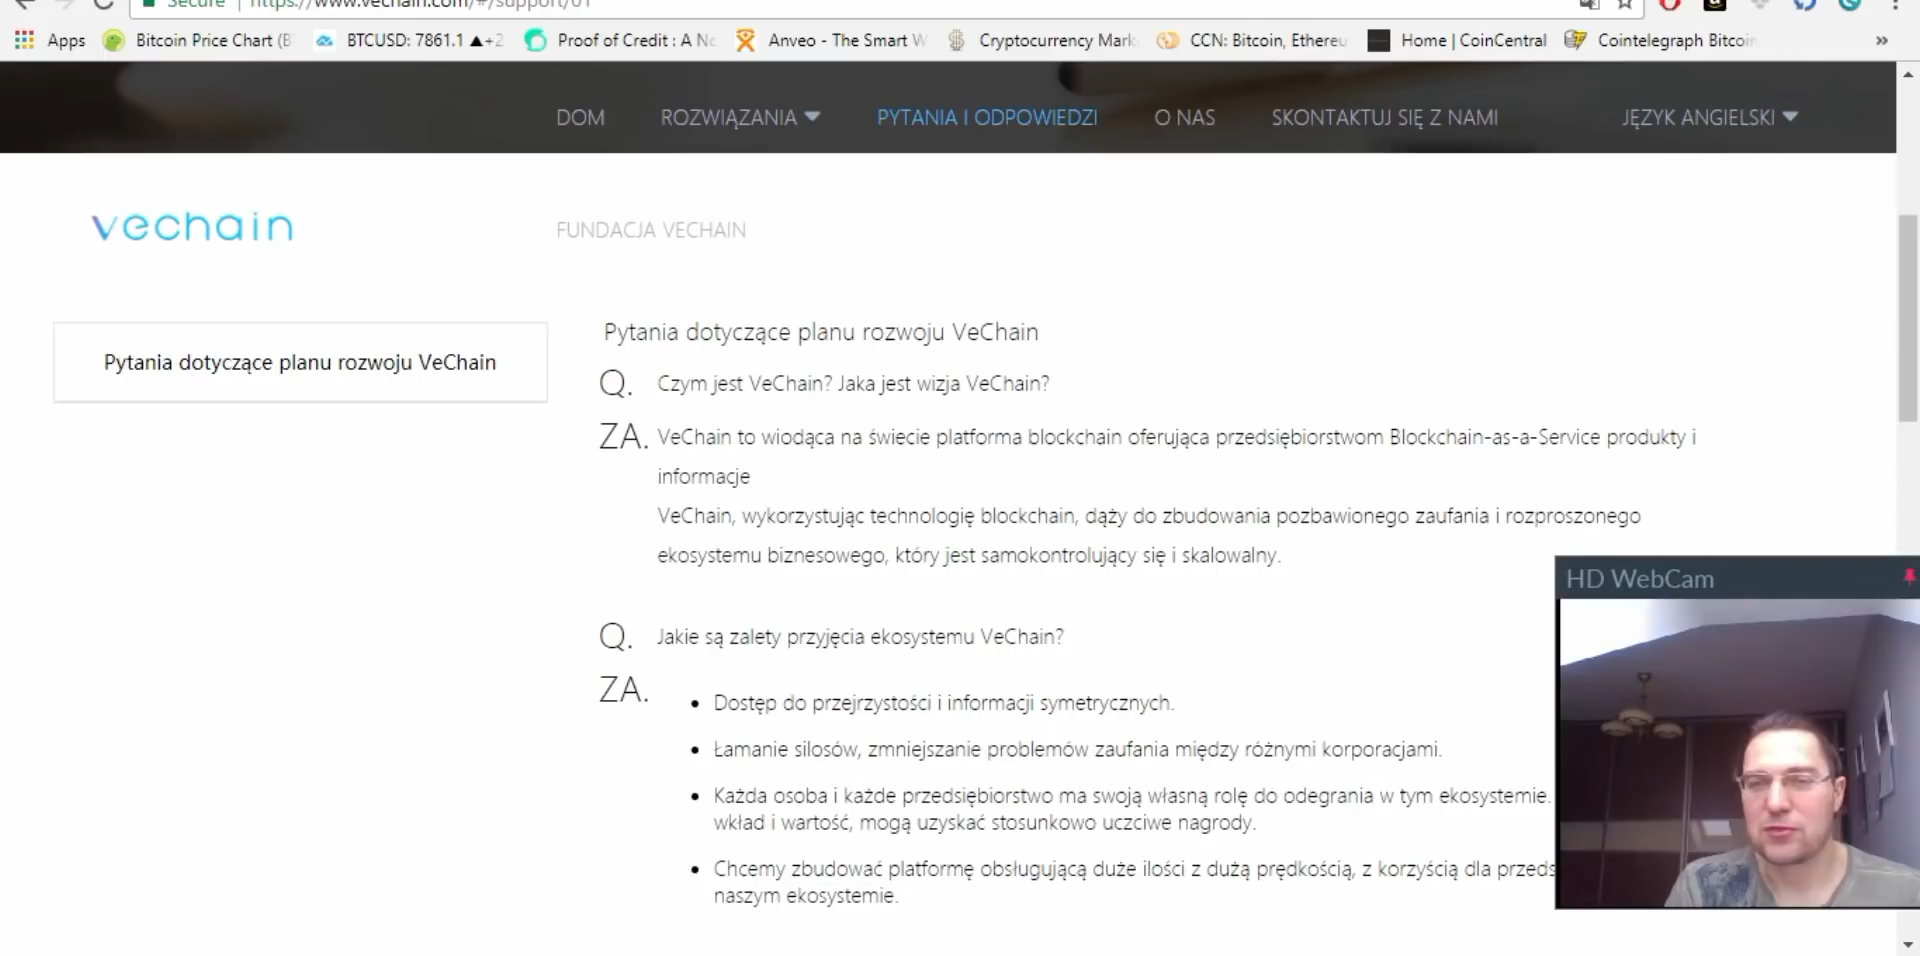 Secure https://www.vechain.com/#/support/01
Apps Bitcoin Price Chart (B BTCUSD: 7861.1 ▲+2 Proof of Credit : A Nc Anveo - The Smart W Cryptocurrency Mark CCN: Bitcoin, Ethereu Home | CoinCentral Cointelegraph Bitcoin »
DOM ROZWIĄZANIA PYTANIA I ODPOWIEDZI O NAS SKONTAKTUJ SIĘ Z NAMI JĘZYK ANGIELSKI
vechain FUNDACJA VECHAIN
Pytania dotyczące planu rozwoju VeChain
Pytania dotyczące planu rozwoju VeChain
Q. Czym jest VeChain? Jaka jest wizja VeChain?
ZA. VeChain to wiodąca na świecie platforma blockchain oferująca przedsiębiorstwom Blockchain-as-a-Service produkty i
informacje
VeChain, wykorzystując technologię blockchain, dąży do zbudowania pozbawionego zaufania i rozproszonego
ekosystemu biznesowego, który jest samokontrolujący się i skalowalny.
HD WebCam
Q. Jakie są zalety przyjęcia ekosystemu VeChain?
ZA.
• Dostęp do przejrzystości i informacji symetrycznych.
• Łamanie silosów, zmniejszanie problemów zaufania między różnymi korporacjami.
• Każda osoba i każde przedsiębiorstwo ma swoją własną rolę do odegrania w tym ekosystemie.
wkład i wartość, mogą uzyskać stosunkowo uczciwe nagrody.
• Chcemy zbudować platformę obsługującą duże ilości z dużą prędkością, z korzyścią dla przeds
naszym ekosystemie.